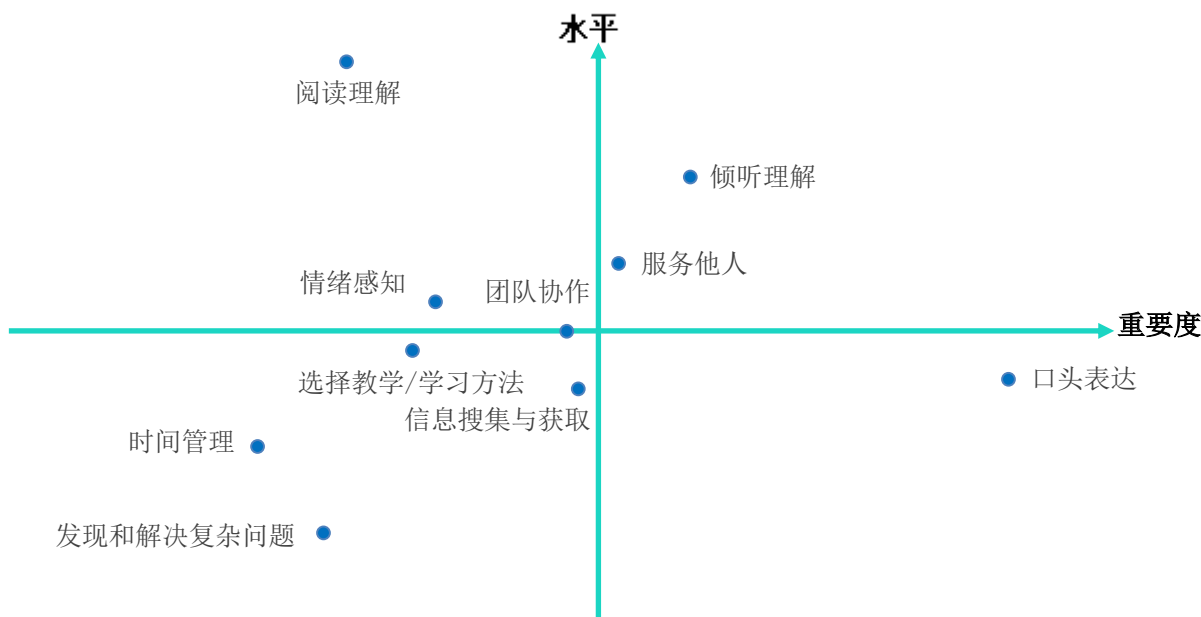 水平
阅读理解
倾听理解
服务他人
情绪感知
团队协作
重要度
选择教学/学习方法
口头表达
信息搜集与获取
时间管理
发现和解决复杂问题